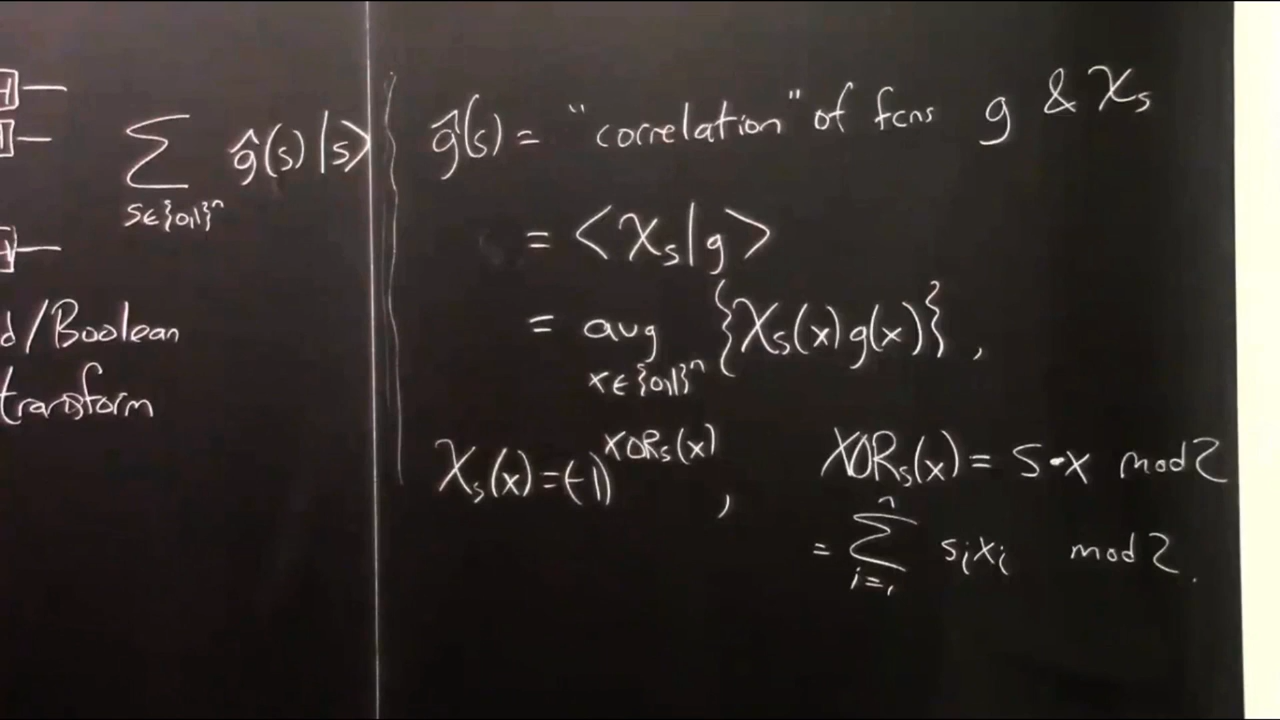 H
H
∑ ĝ(s) |s⟩
s∈{0,1}ⁿ
H
d/Boolean
transform
ĝ(s) = "correlation" of fcns g & χₛ
= ⟨χₛ|g⟩
= avg {χₛ(x) g(x)},
x∈{0,1}ⁿ
χₛ(x) = (-1)^XORₛ(x) , XORₛ(x) = s•x mod 2
n
= ∑ sᵢxᵢ mod 2.
i=1